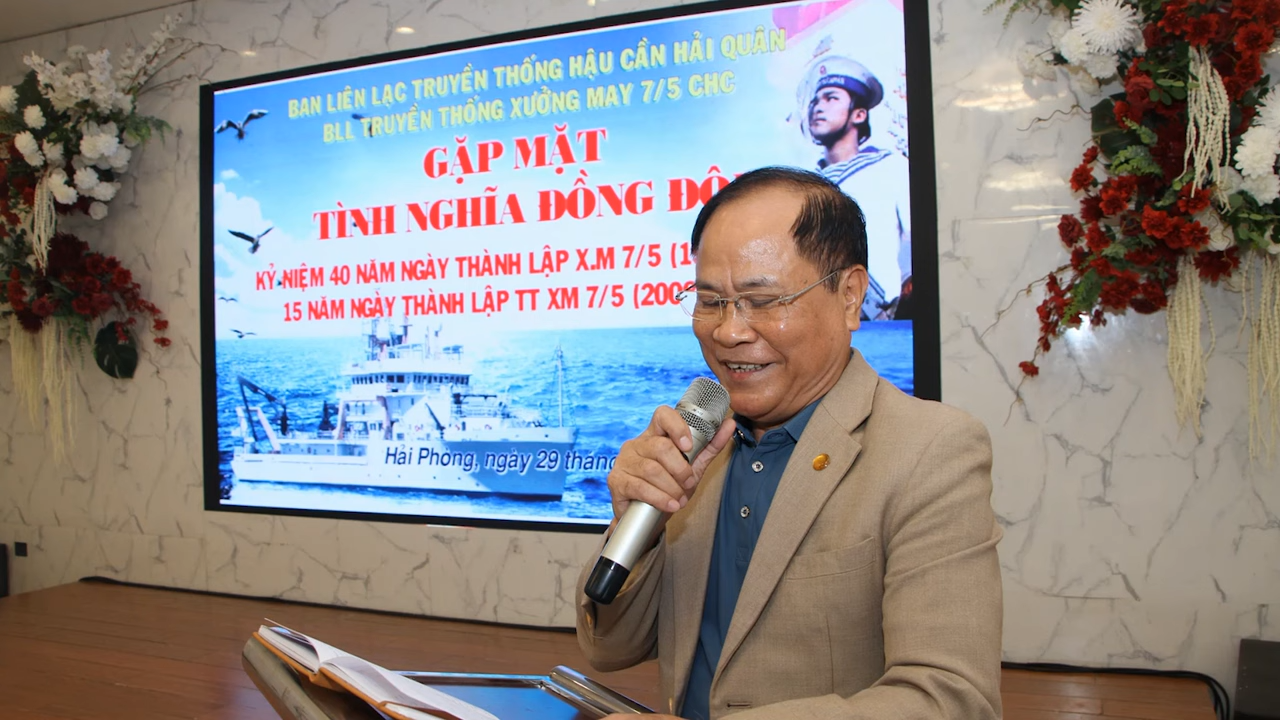 BAN LIÊN LẠC TRUYỀN THỐNG HẬU CẦN HẢI QUÂN
BLL TRUYỀN THỐNG XƯỞNG MAY 7/5 CHC
GẶP MẶT
TÌNH NGHĨA ĐỒNG
KỶ NIỆM 40 NĂM NGÀY THÀNH LẬP X.M 7/5 (1
15 NĂM NGÀY THÀNH LẬP TT XM 7/5 (200
Hải Phòng, ngày 29